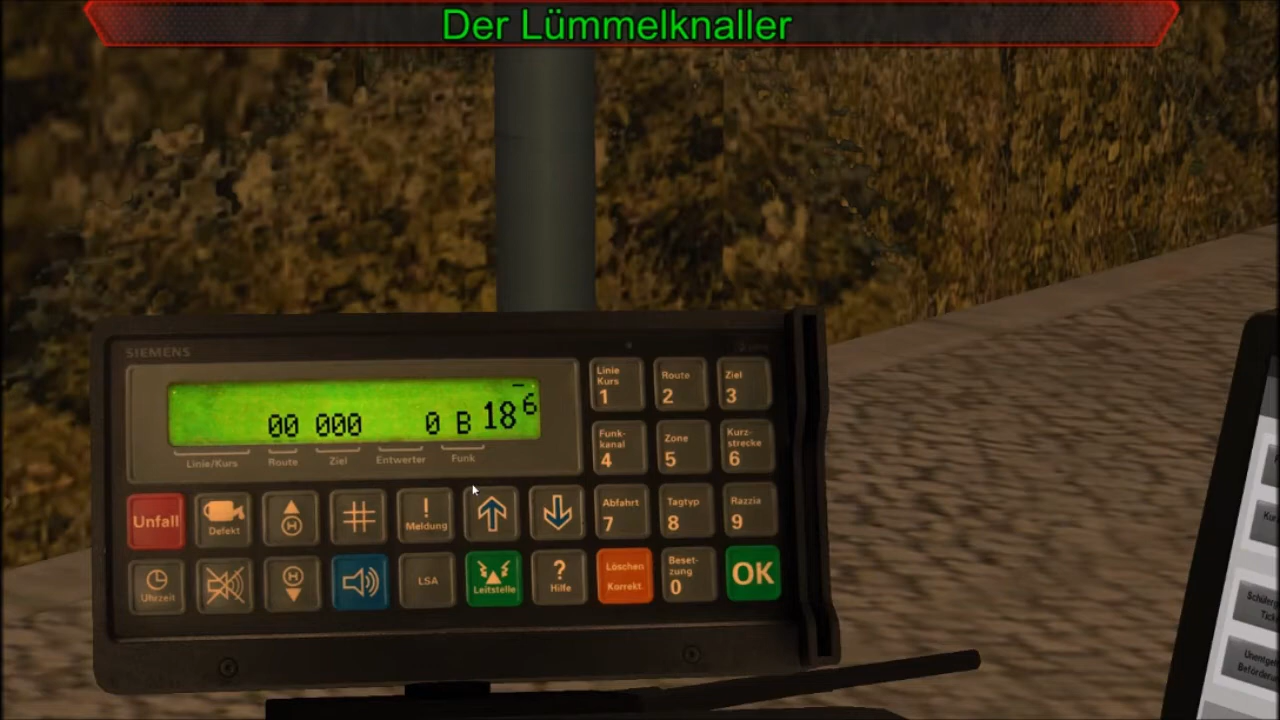 Der Lümmelknaller
SIEMENS
00 000 0 B 18 6
Linie/Kurs Route Ziel Entwerter Funk
Linie Kurs 1
Route 2
Ziel 3
Funk-kanal 4
Zone 5
Kurz-strecke 6
Unfall
Defekt
H
#
! Meldung
Abfahrt 7
Tagtyp 8
Razzia 9
Uhrzeit
H
LSA
Leitstelle
? Hilfe
Löschen Korrekt.
Beset-zung 0
OK